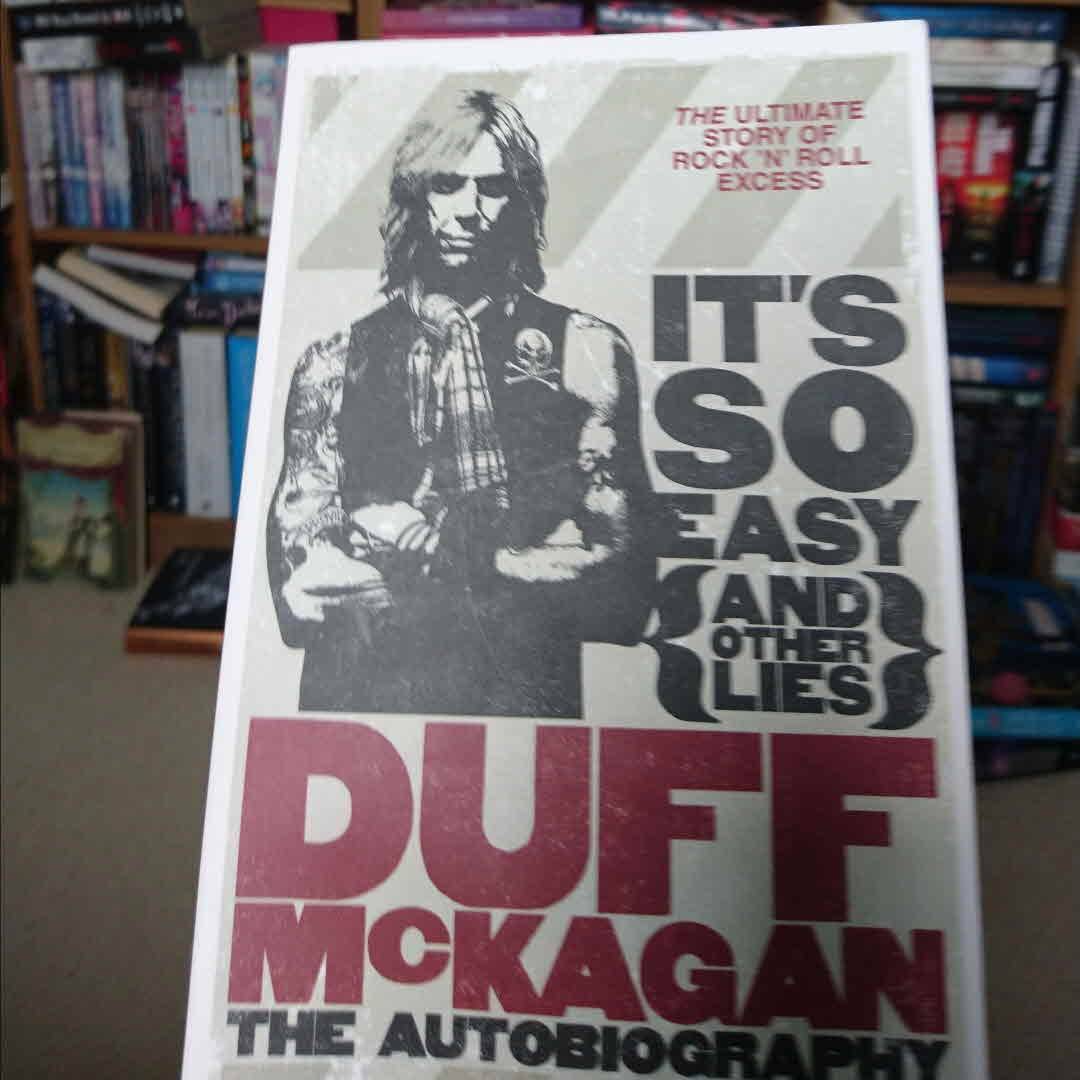 THE ULTIMATE
STORY OF
ROCK 'N' ROLL
EXCESS
IT'S
SO
EASY
{AND
OTHER
LIES}
DUFF
McKAGAN
THE AUTOBIOGRAPHY